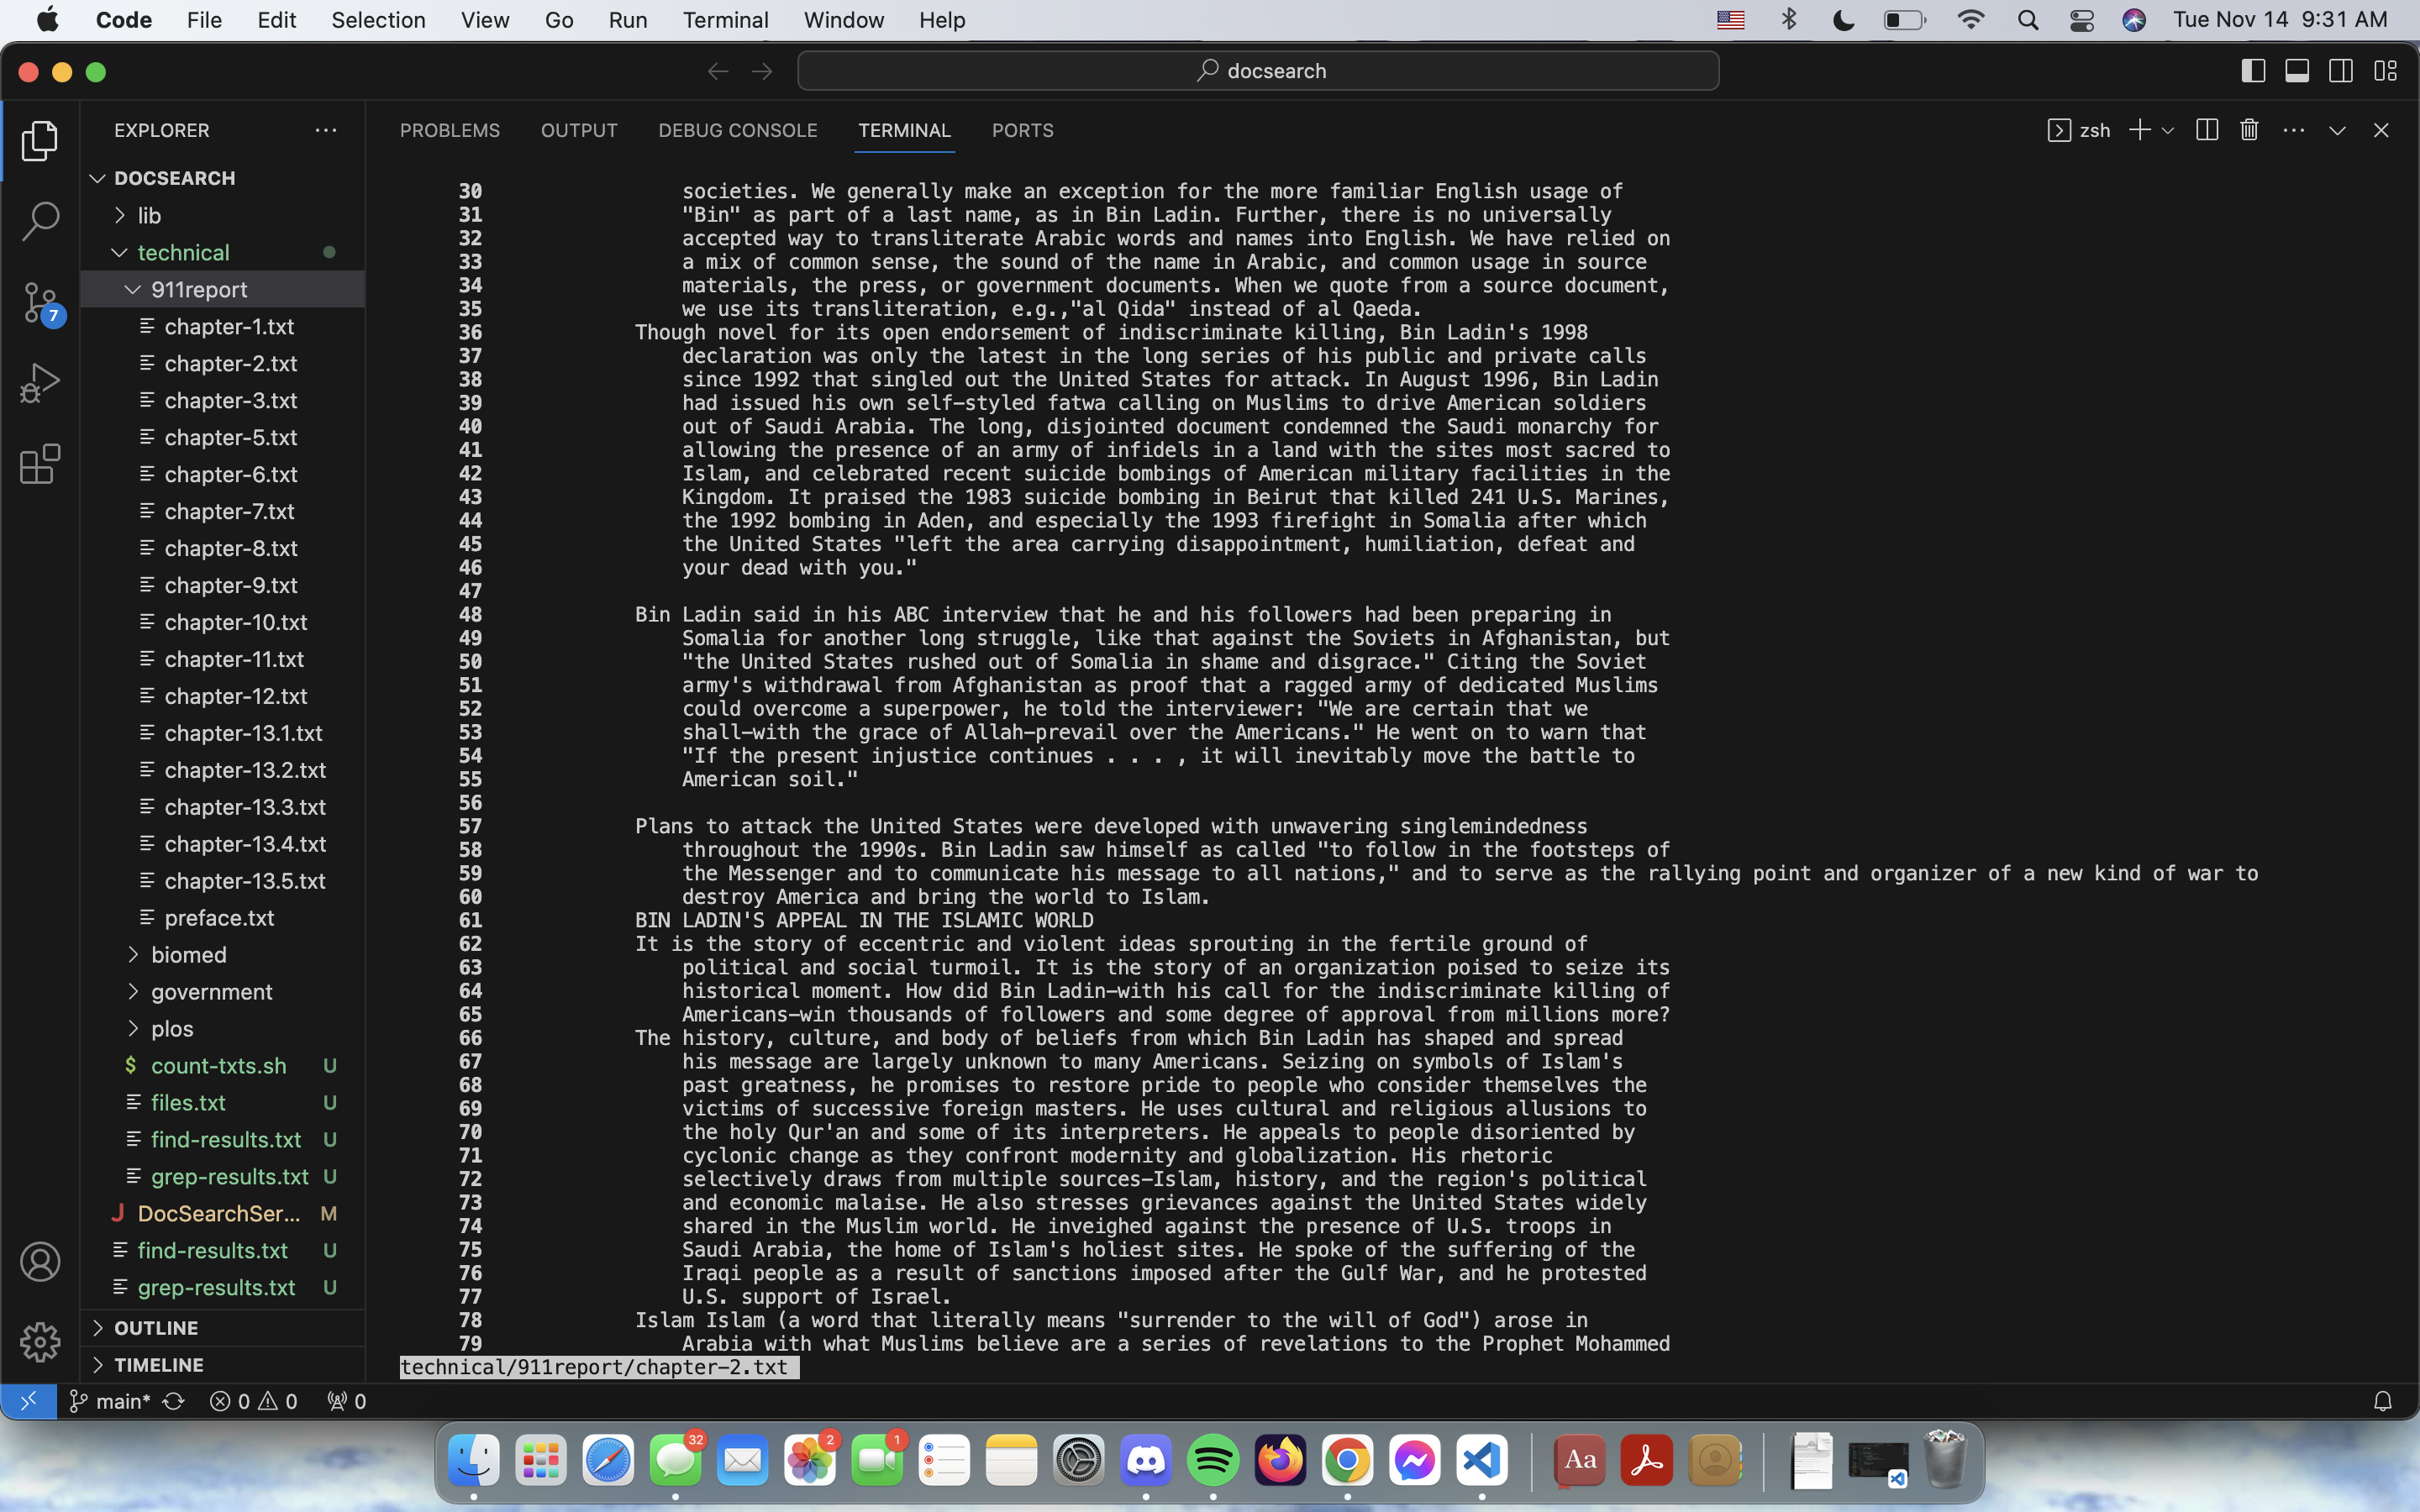 Code File Edit Selection View Go Run Terminal Window Help Tue Nov 14 9:31 AM
docsearch
EXPLORER
PROBLEMS OUTPUT DEBUG CONSOLE TERMINAL PORTS zsh
DOCSEARCH
lib
technical
911report
chapter-1.txt
chapter-2.txt
chapter-3.txt
chapter-5.txt
chapter-6.txt
chapter-7.txt
chapter-8.txt
chapter-9.txt
chapter-10.txt
chapter-11.txt
chapter-12.txt
chapter-13.1.txt
chapter-13.2.txt
chapter-13.3.txt
chapter-13.4.txt
chapter-13.5.txt
preface.txt
biomed
government
plos
$ count-txts.sh U
files.txt U
find-results.txt U
grep-results.txt U
J DocSearchSer... M
find-results.txt U
grep-results.txt U
OUTLINE
TIMELINE
7
30 societies. We generally make an exception for the more familiar English usage of
31 "Bin" as part of a last name, as in Bin Ladin. Further, there is no universally
32 accepted way to transliterate Arabic words and names into English. We have relied on
33 a mix of common sense, the sound of the name in Arabic, and common usage in source
34 materials, the press, or government documents. When we quote from a source document,
35 we use its transliteration, e.g.,"al Qida" instead of al Qaeda.
36 Though novel for its open endorsement of indiscriminate killing, Bin Ladin's 1998
37 declaration was only the latest in the long series of his public and private calls
38 since 1992 that singled out the United States for attack. In August 1996, Bin Ladin
39 had issued his own self-styled fatwa calling on Muslims to drive American soldiers
40 out of Saudi Arabia. The long, disjointed document condemned the Saudi monarchy for
41 allowing the presence of an army of infidels in a land with the sites most sacred to
42 Islam, and celebrated recent suicide bombings of American military facilities in the
43 Kingdom. It praised the 1983 suicide bombing in Beirut that killed 241 U.S. Marines,
44 the 1992 bombing in Aden, and especially the 1993 firefight in Somalia after which
45 the United States "left the area carrying disappointment, humiliation, defeat and
46 your dead with you."
47
48 Bin Ladin said in his ABC interview that he and his followers had been preparing in
49 Somalia for another long struggle, like that against the Soviets in Afghanistan, but
50 "the United States rushed out of Somalia in shame and disgrace." Citing the Soviet
51 army's withdrawal from Afghanistan as proof that a ragged army of dedicated Muslims
52 could overcome a superpower, he told the interviewer: "We are certain that we
53 shall-with the grace of Allah-prevail over the Americans." He went on to warn that
54 "If the present injustice continues . . . , it will inevitably move the battle to
55 American soil."
56
57 Plans to attack the United States were developed with unwavering singlemindedness
58 throughout the 1990s. Bin Ladin saw himself as called "to follow in the footsteps of
59 the Messenger and to communicate his message to all nations," and to serve as the rallying point and organizer of a new kind of war to
60 destroy America and bring the world to Islam.
61 BIN LADIN'S APPEAL IN THE ISLAMIC WORLD
62 It is the story of eccentric and violent ideas sprouting in the fertile ground of
63 political and social turmoil. It is the story of an organization poised to seize its
64 historical moment. How did Bin Ladin-with his call for the indiscriminate killing of
65 Americans-win thousands of followers and some degree of approval from millions more?
66 The history, culture, and body of beliefs from which Bin Ladin has shaped and spread
67 his message are largely unknown to many Americans. Seizing on symbols of Islam's
68 past greatness, he promises to restore pride to people who consider themselves the
69 victims of successive foreign masters. He uses cultural and religious allusions to
70 the holy Qur'an and some of its interpreters. He appeals to people disoriented by
71 cyclonic change as they confront modernity and globalization. His rhetoric
72 selectively draws from multiple sources-Islam, history, and the region's political
73 and economic malaise. He also stresses grievances against the United States widely
74 shared in the Muslim world. He inveighed against the presence of U.S. troops in
75 Saudi Arabia, the home of Islam's holiest sites. He spoke of the suffering of the
76 Iraqi people as a result of sanctions imposed after the Gulf War, and he protested
77 U.S. support of Israel.
78 Islam Islam (a word that literally means "surrender to the will of God") arose in
79 Arabia with what Muslims believe are a series of revelations to the Prophet Mohammed
technical/911report/chapter-2.txt
main* 0 0 0
32 2 1
Aa